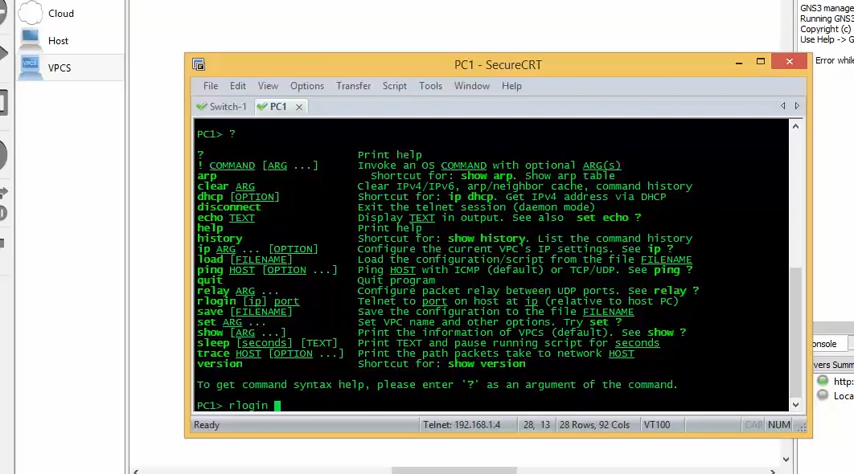 Cloud
Host
VPCS
GNS3 manage
Running GNS3
Copyright (c)
Use Help -> G
Error while
PC1 - SecureCRT
File Edit View Options Transfer Script Tools Window Help
Switch-1 PC1
PC1> ?
? Print help
! COMMAND [ARG ...] Invoke an OS COMMAND with optional ARG(s)
arp Shortcut for: show arp. Show arp table
clear ARG Clear IPv4/IPv6, arp/neighbor cache, command history
dhcp [OPTION] Shortcut for: ip dhcp. Get IPv4 address via DHCP
disconnect Exit the telnet session (daemon mode)
echo TEXT Display TEXT in output. See also set echo ?
help Print help
history Shortcut for: show history. List the command history
ip ARG ... [OPTION] Configure the current VPC's IP settings. See ip ?
load [FILENAME] Load the configuration/script from the file FILENAME
ping HOST [OPTION ...] Ping HOST with ICMP (default) or TCP/UDP. See ping ?
quit Quit program
relay ARG ... Configure packet relay between UDP ports. See relay ?
rlogin [ip] port Telnet to port on host at ip (relative to host PC)
save [FILENAME] Save the configuration to the file FILENAME
set ARG ... Set VPC name and other options. Try set ?
show [ARG ...] Print the information of VPCs (default). See show ?
sleep [seconds] [TEXT] Print TEXT and pause running script for seconds
trace HOST [OPTION ...] Print the path packets take to network HOST
version Shortcut for: show version
To get command syntax help, please enter '?' as an argument of the command.
PC1> rlogin
Ready Telnet: 192.168.1.4 28, 13 28 Rows, 92 Cols VT100 CAP NUM
onsole
vers Summ
http:
Loca